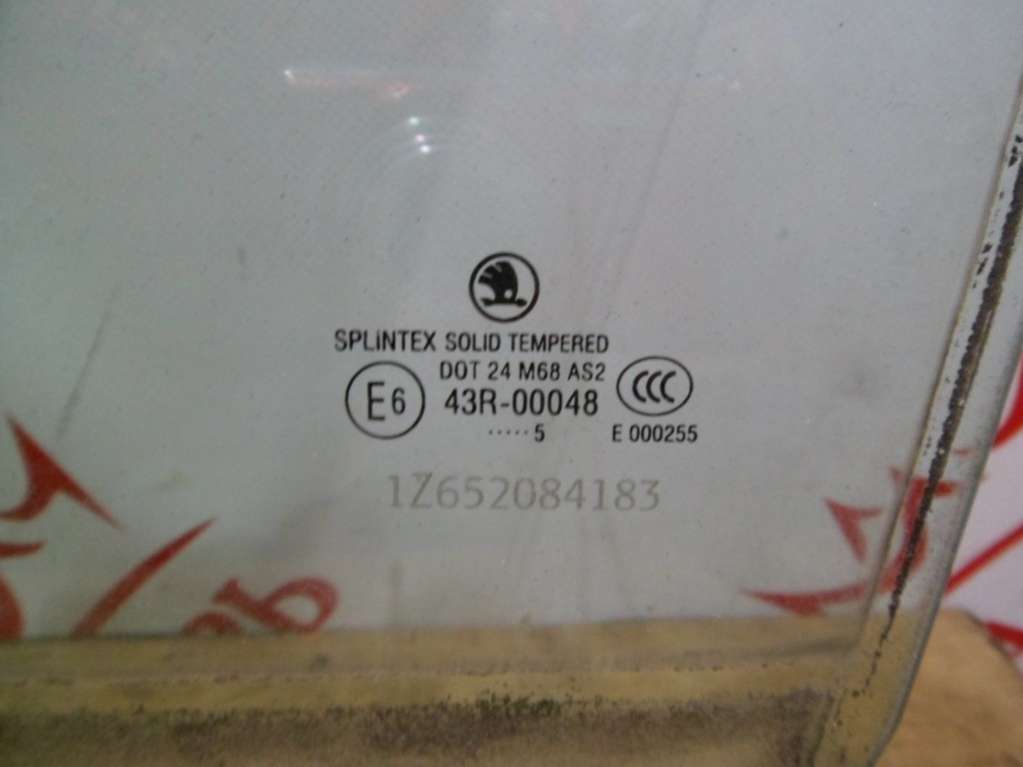 SPLiNTEX SOLID TEMPERED
DOT 24 M68 AS2
E6 43R-00048 CCC
·····5 E 000255
1Z652084183